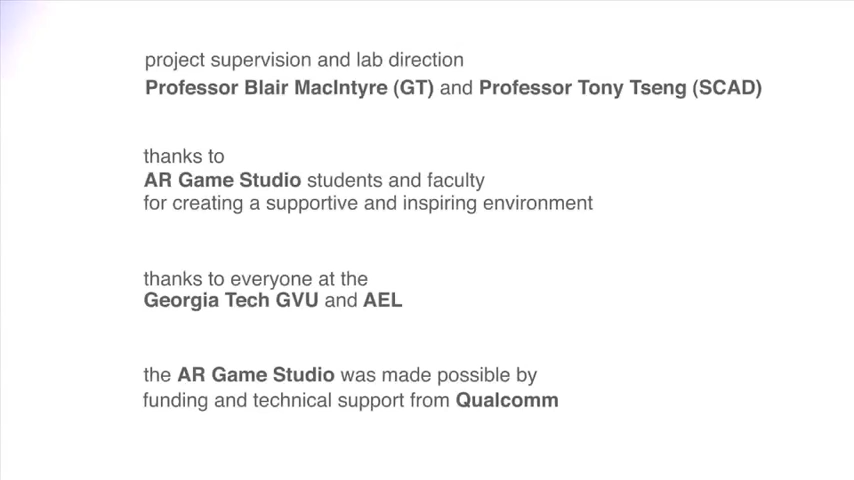 project supervision and lab direction
Professor Blair MacIntyre (GT) and Professor Tony Tseng (SCAD)
thanks to
AR Game Studio students and faculty
for creating a supportive and inspiring environment
thanks to everyone at the
Georgia Tech GVU and AEL
the AR Game Studio was made possible by
funding and technical support from Qualcomm